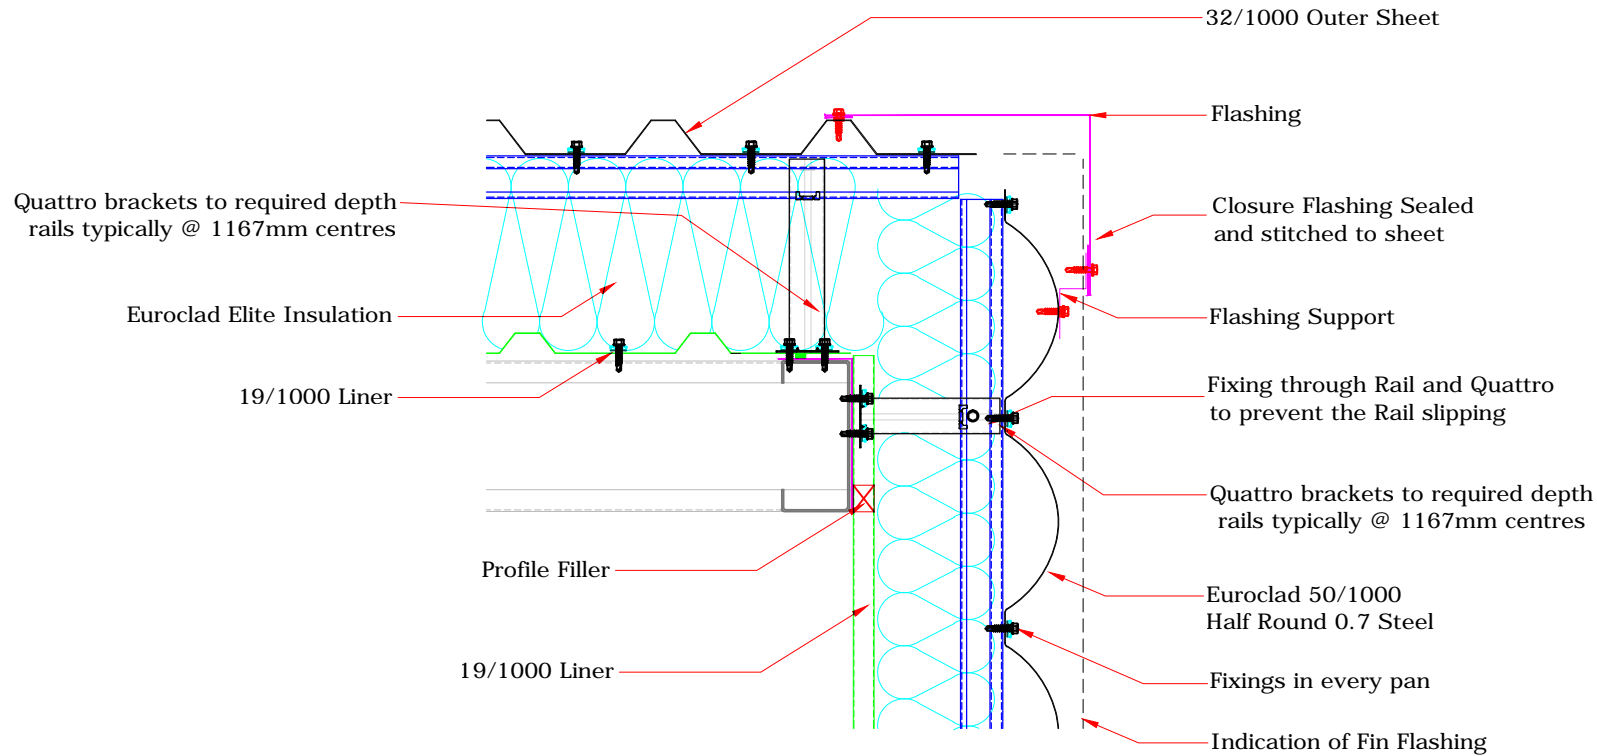 32/1000 Outer Sheet
Flashing
Quattro brackets to required depth
rails typically @ 1167mm centres
Closure Flashing Sealed
and stitched to sheet
Euroclad Elite Insulation
Flashing Support
19/1000 Liner
Fixing through Rail and Quattro
to prevent the Rail slipping
Quattro brackets to required depth
rails typically @ 1167mm centres
Profile Filler
Euroclad 50/1000
Half Round 0.7 Steel
19/1000 Liner
Fixings in every pan
Indication of Fin Flashing